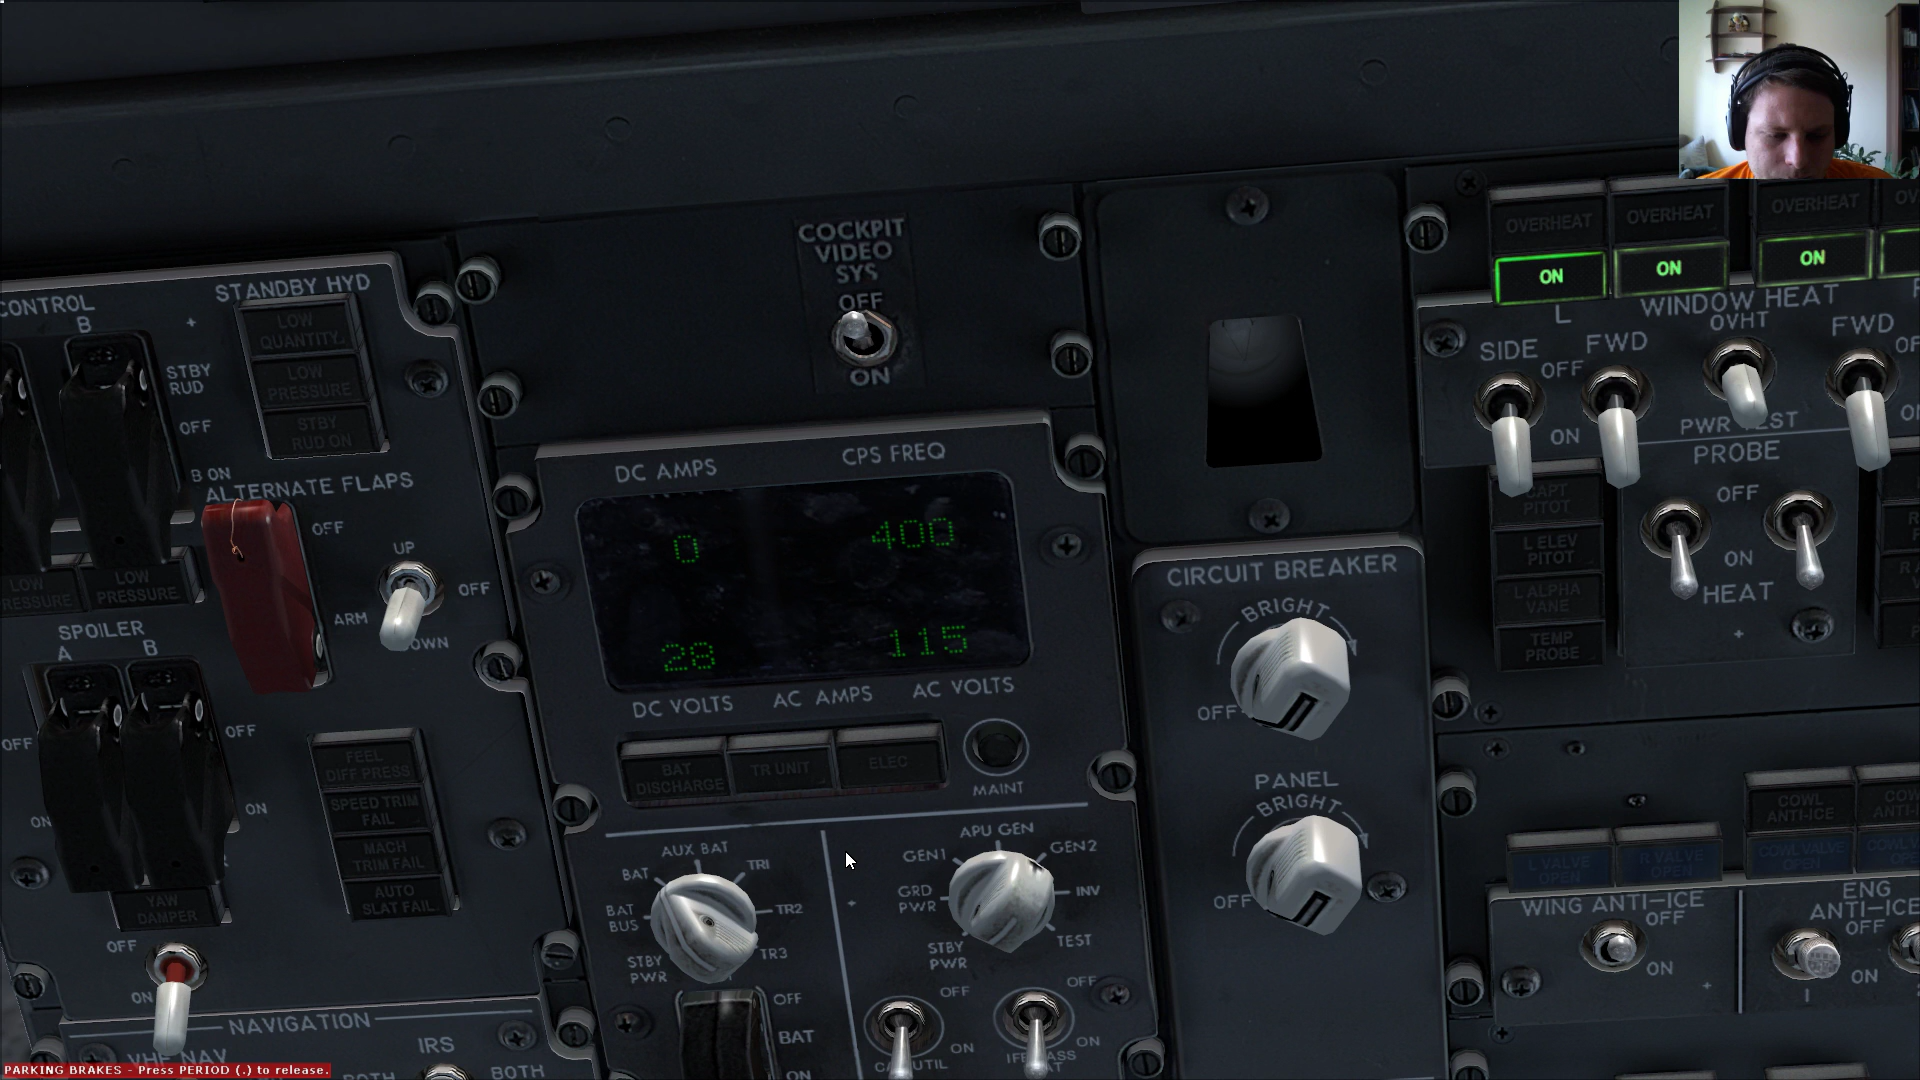 COCKPIT
VIDEO
SYS
OFF
ON
CONTROL
B
STANDBY HYD
LOW
QUANTITY
LOW
PRESSURE
STBY
RUD ON
STBY
RUD
OFF
B ON
ALTERNATE FLAPS
OFF
UP
OFF
ARM
LOW
PRESSURE
SPOILER
A B
OFF
OFF
ON
ON
FEEL
DIFF PRESS
SPEED TRIM
FAIL
MACH
TRIM FAIL
AUTO
SLAT FAIL
YAW
DAMPER
OFF
ON
NAVIGATION
VHF NAV
IRS
BOTH
BOTH
DC AMPS
CPS FREQ
0
400
28
115
DC VOLTS
AC AMPS
AC VOLTS
BAT
DISCHARGE
TR UNIT
ELEC
MAINT
AUX BAT
BAT
TR1
BAT
BUS
TR2
STBY
PWR
TR3
OFF
BAT
ON
APU GEN
GEN1
GEN2
GRD
PWR
INV
STBY
PWR
TEST
OFF
ON
OFF
ON
CIRCUIT BREAKER
BRIGHT
OFF
PANEL
BRIGHT
OFF
OVERHEAT
OVERHEAT
OVERHEAT
ON
ON
ON
WINDOW HEAT
L
OVHT
SIDE
FWD
FWD
OFF
ON
PWR
PROBE
OFF
ON
HEAT
CAPT
PITOT
L ELEV
PITOT
L ALPHA
VANE
TEMP
PROBE
COWL
ANTI-ICE
L VALVE
OPEN
R VALVE
OPEN
COWL VALVE
OPEN
WING ANTI-ICE
OFF
ON
ENG
ANTI-ICE
OFF
ON
1
PARKING BRAKES - Press PERIOD (.) to release.